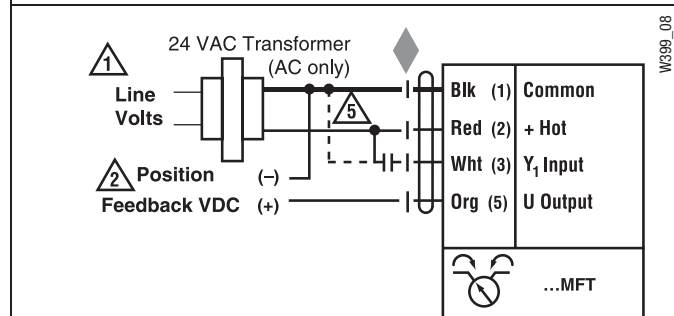 W399_08
24 VAC Transformer
(AC only)
1
Line
Volts
5
2 Position (–)
Feedback VDC (+)
Blk (1) Common
Red (2) + Hot
Wht (3) Y1 Input
Org (5) U Output
...MFT